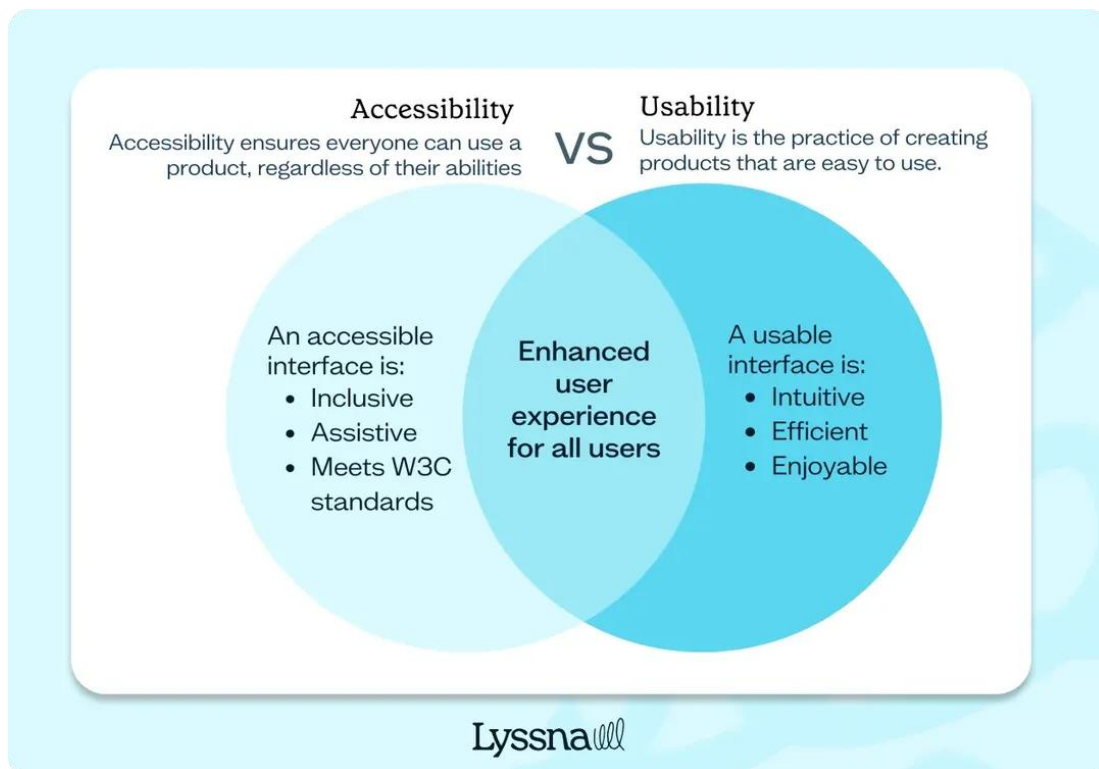 Accessibility
Accessibility ensures everyone can use a
product, regardless of their abilities
VS
Usability
Usability is the practice of creating
products that are easy to use.
An accessible
interface is:
• Inclusive
• Assistive
• Meets W3C
standards
Enhanced
user
experience
for all users
A usable
interface is:
• Intuitive
• Efficient
• Enjoyable
Lyssna